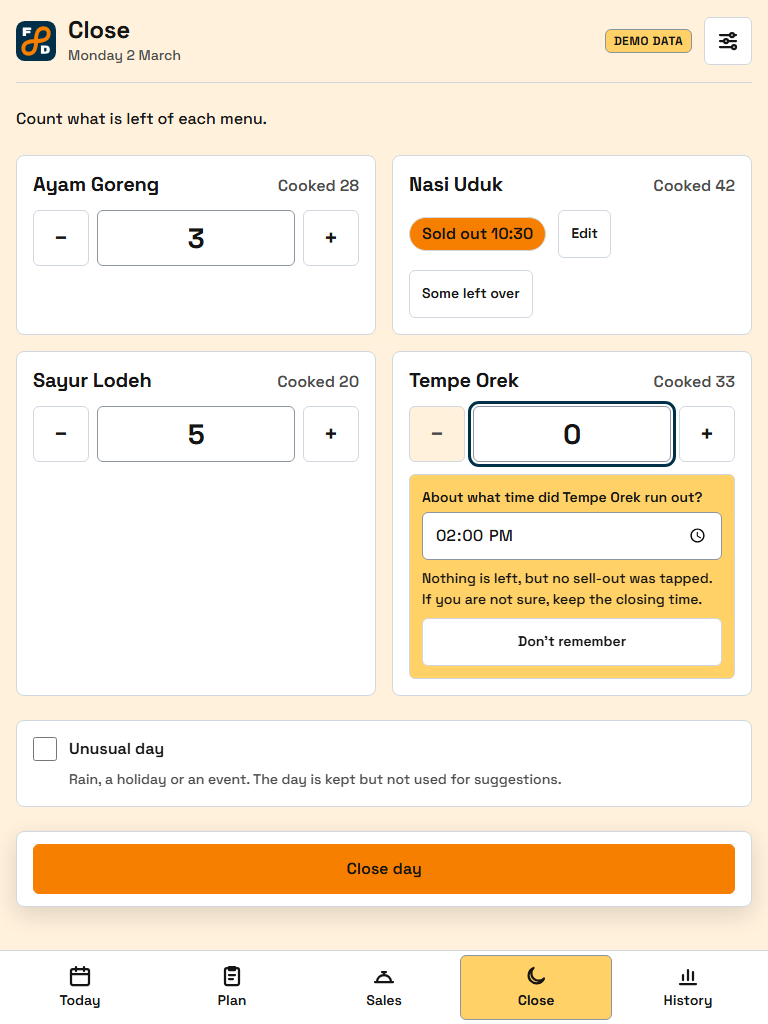 F
D
Close
Monday 2 March
DEMO DATA
Count what is left of each menu.
Ayam Goreng
Cooked 28
−
3
+
Nasi Uduk
Cooked 42
Sold out 10:30
Edit
Some left over
Sayur Lodeh
Cooked 20
−
5
+
Tempe Orek
Cooked 33
−
0
+
About what time did Tempe Orek run out?
02:00 PM
Nothing is left, but no sell-out was tapped.
If you are not sure, keep the closing time.
Don't remember
Unusual day
Rain, a holiday or an event. The day is kept but not used for suggestions.
Close day
Today
Plan
Sales
Close
History